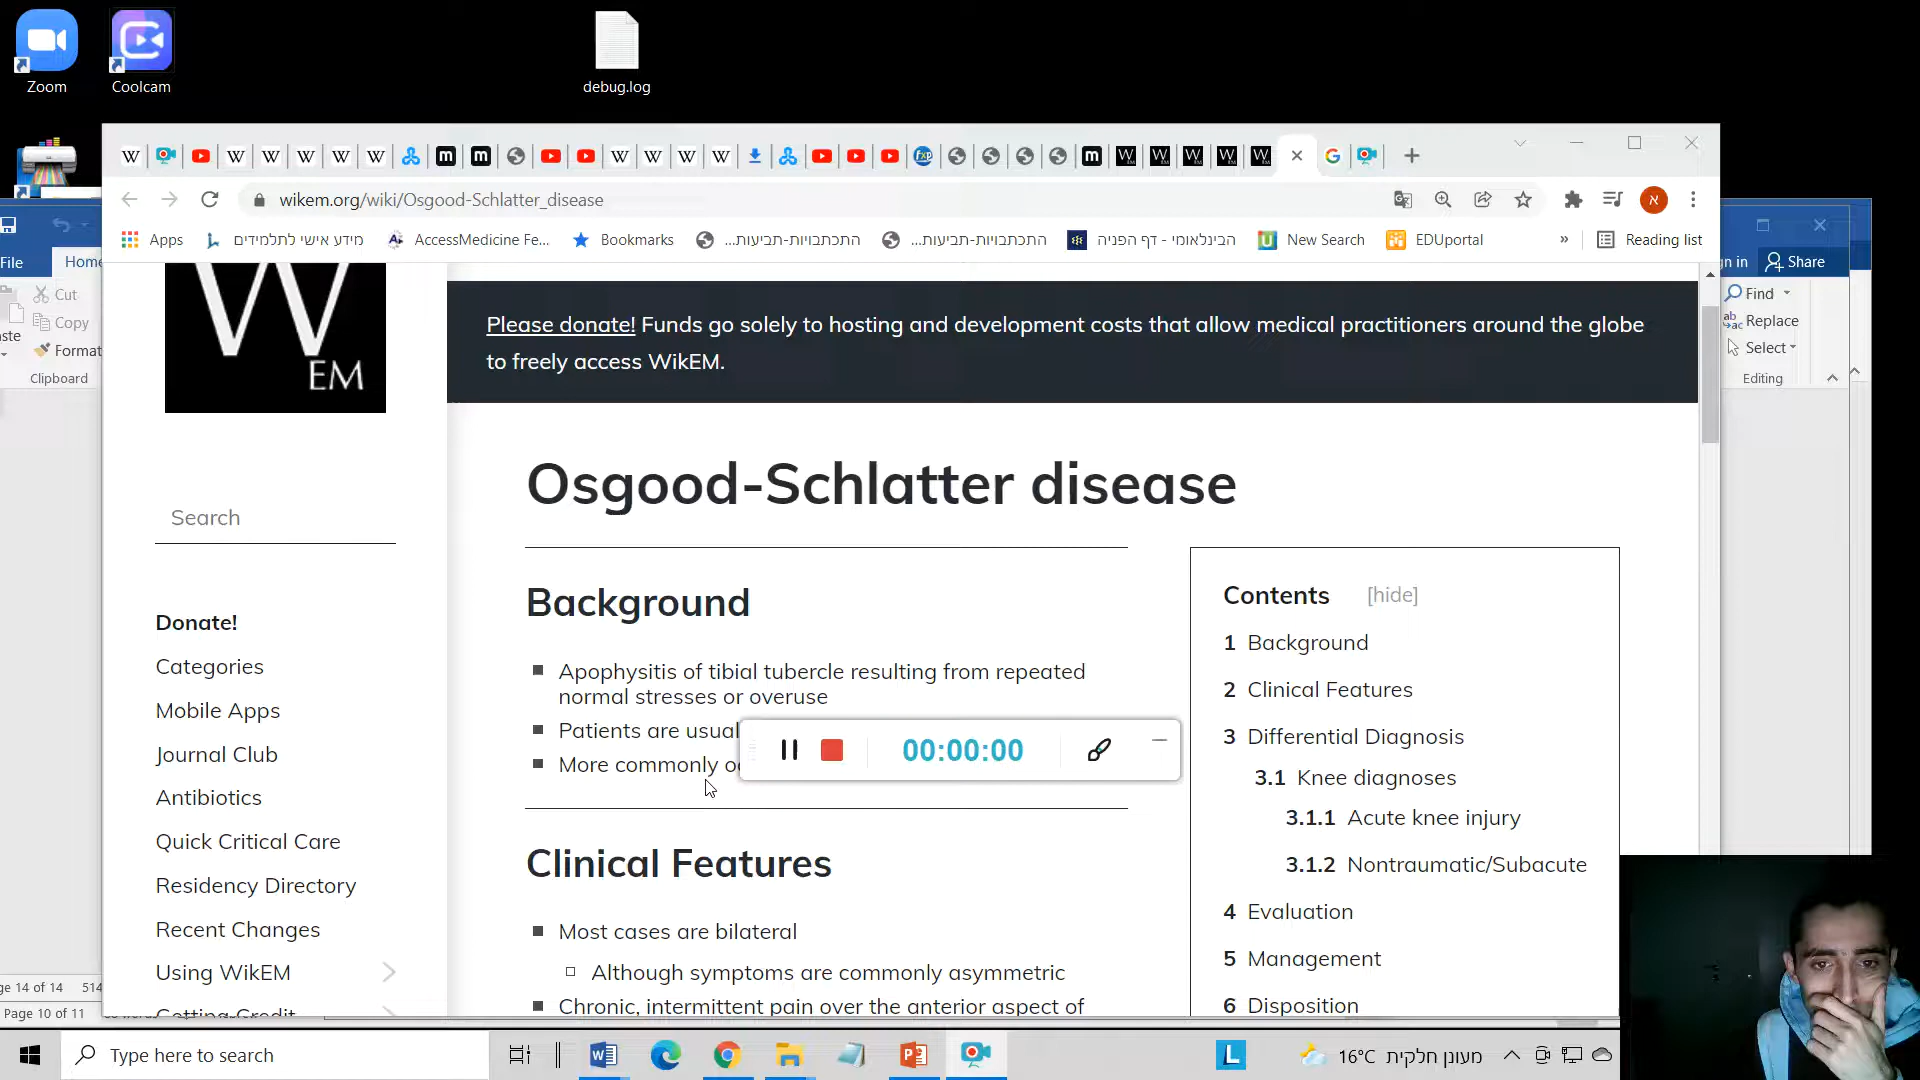 Zoom
Coolcam
debug.log
W
EM
wikem.org/wiki/Osgood-Schlatter_disease
א
Apps
מידע אישי לתלמידים
AccessMedicine Fe...
Bookmarks
התכתבויות-תביעות...
התכתבויות-תביעות...
הבינלאומי - דף הפניה
New Search
EDUportal
»
Reading list
File
Home
Cut
Copy
Format
Clipboard
Share
Find
Replace
Select
Editing
Please donate! Funds go solely to hosting and development costs that allow medical practitioners around the globe
to freely access WikEM.
Search
Donate!
Categories
Mobile Apps
Journal Club
Antibiotics
Quick Critical Care
Residency Directory
Recent Changes
Using WikEM
Getting Credit
Osgood-Schlatter disease
Background
Apophysitis of tibial tubercle resulting from repeated
normal stresses or overuse
Patients are usual
More commonly o
00:00:00
Clinical Features
Most cases are bilateral
Although symptoms are commonly asymmetric
Chronic, intermittent pain over the anterior aspect of
Contents [hide]
1 Background
2 Clinical Features
3 Differential Diagnosis
3.1 Knee diagnoses
3.1.1 Acute knee injury
3.1.2 Nontraumatic/Subacute
4 Evaluation
5 Management
6 Disposition
ge 14 of 14 514
Page 10 of 11
Type here to search
L
16°C מעונן חלקית